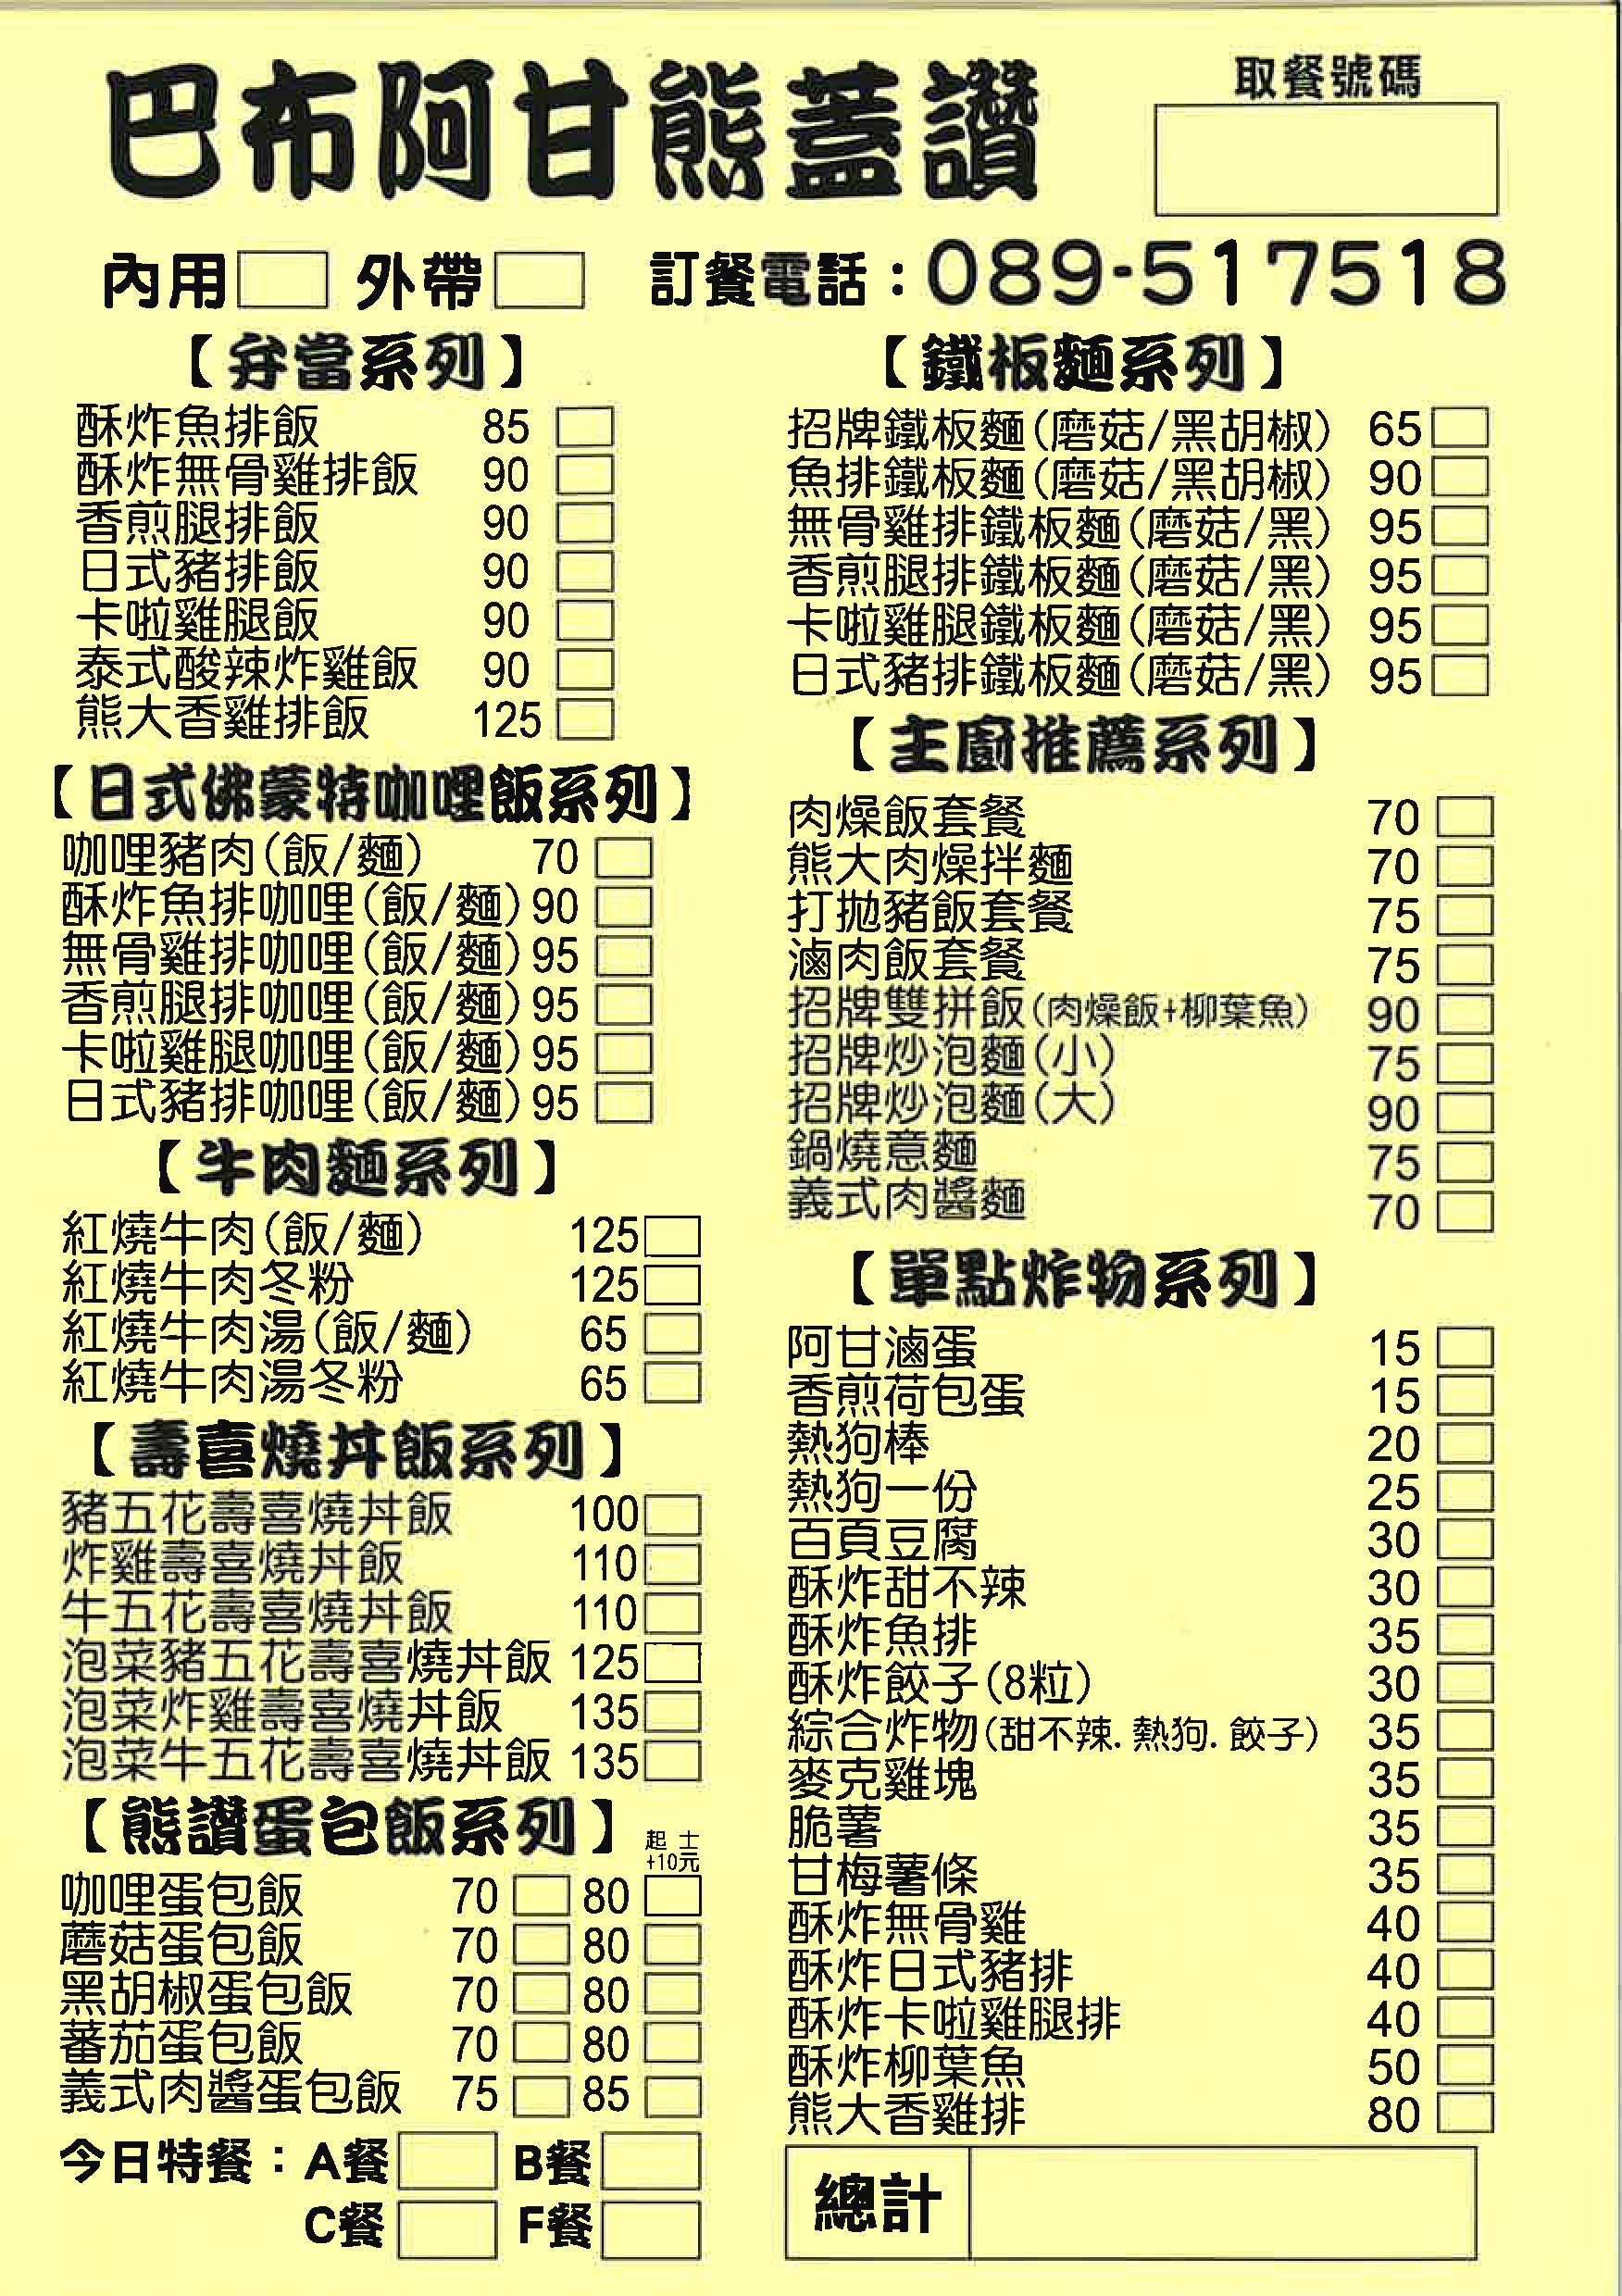 巴布阿甘熊蓋讚
取餐號碼
內用 外帶 訂餐電話：089-517518
【弁當系列】
酥炸魚排飯 85
酥炸無骨雞排飯 90
香煎腿排飯 90
日式豬排飯 90
卡啦雞腿飯 90
泰式酸辣炸雞飯 90
熊大香雞排飯 125
【日式佛蒙特咖哩飯系列】
咖哩豬肉(飯/麵) 70
酥炸魚排咖哩(飯/麵) 90
無骨雞排咖哩(飯/麵) 95
香煎腿排咖哩(飯/麵) 95
卡啦雞腿咖哩(飯/麵) 95
日式豬排咖哩(飯/麵) 95
【牛肉麵系列】
紅燒牛肉(飯/麵) 125
紅燒牛肉冬粉 125
紅燒牛肉湯(飯/麵) 65
紅燒牛肉湯冬粉 65
【壽喜燒丼飯系列】
豬五花壽喜燒丼飯 100
炸雞壽喜燒丼飯 110
牛五花壽喜燒丼飯 110
泡菜豬五花壽喜燒丼飯 125
泡菜炸雞壽喜燒丼飯 135
泡菜牛五花壽喜燒丼飯 135
【熊讚蛋包飯系列】
起士
+10元
咖哩蛋包飯 70 80
蘑菇蛋包飯 70 80
黑胡椒蛋包飯 70 80
蕃茄蛋包飯 70 80
義式肉醬蛋包飯 75 85
今日特餐：A餐 B餐
C餐 F餐
【鐵板麵系列】
招牌鐵板麵(磨菇/黑胡椒) 65
魚排鐵板麵(磨菇/黑胡椒) 90
無骨雞排鐵板麵(磨菇/黑) 95
香煎腿排鐵板麵(磨菇/黑) 95
卡啦雞腿鐵板麵(磨菇/黑) 95
日式豬排鐵板麵(磨菇/黑) 95
【主廚推薦系列】
肉燥飯套餐 70
熊大肉燥拌麵 70
打拋豬飯套餐 75
滷肉飯套餐 75
招牌雙拼飯(肉燥飯+柳葉魚) 90
招牌炒泡麵(小) 75
招牌炒泡麵(大) 90
鍋燒意麵 75
義式肉醬麵 70
【單點炸物系列】
阿甘滷蛋 15
香煎荷包蛋 15
熱狗棒 20
熱狗一份 25
百頁豆腐 30
酥炸甜不辣 30
酥炸魚排 35
酥炸餃子(8粒) 30
綜合炸物(甜不辣.熱狗.餃子) 35
麥克雞塊 35
脆薯 35
甘梅薯條 35
酥炸無骨雞 40
酥炸日式豬排 40
酥炸卡啦雞腿排 40
酥炸柳葉魚 50
熊大香雞排 80
總計